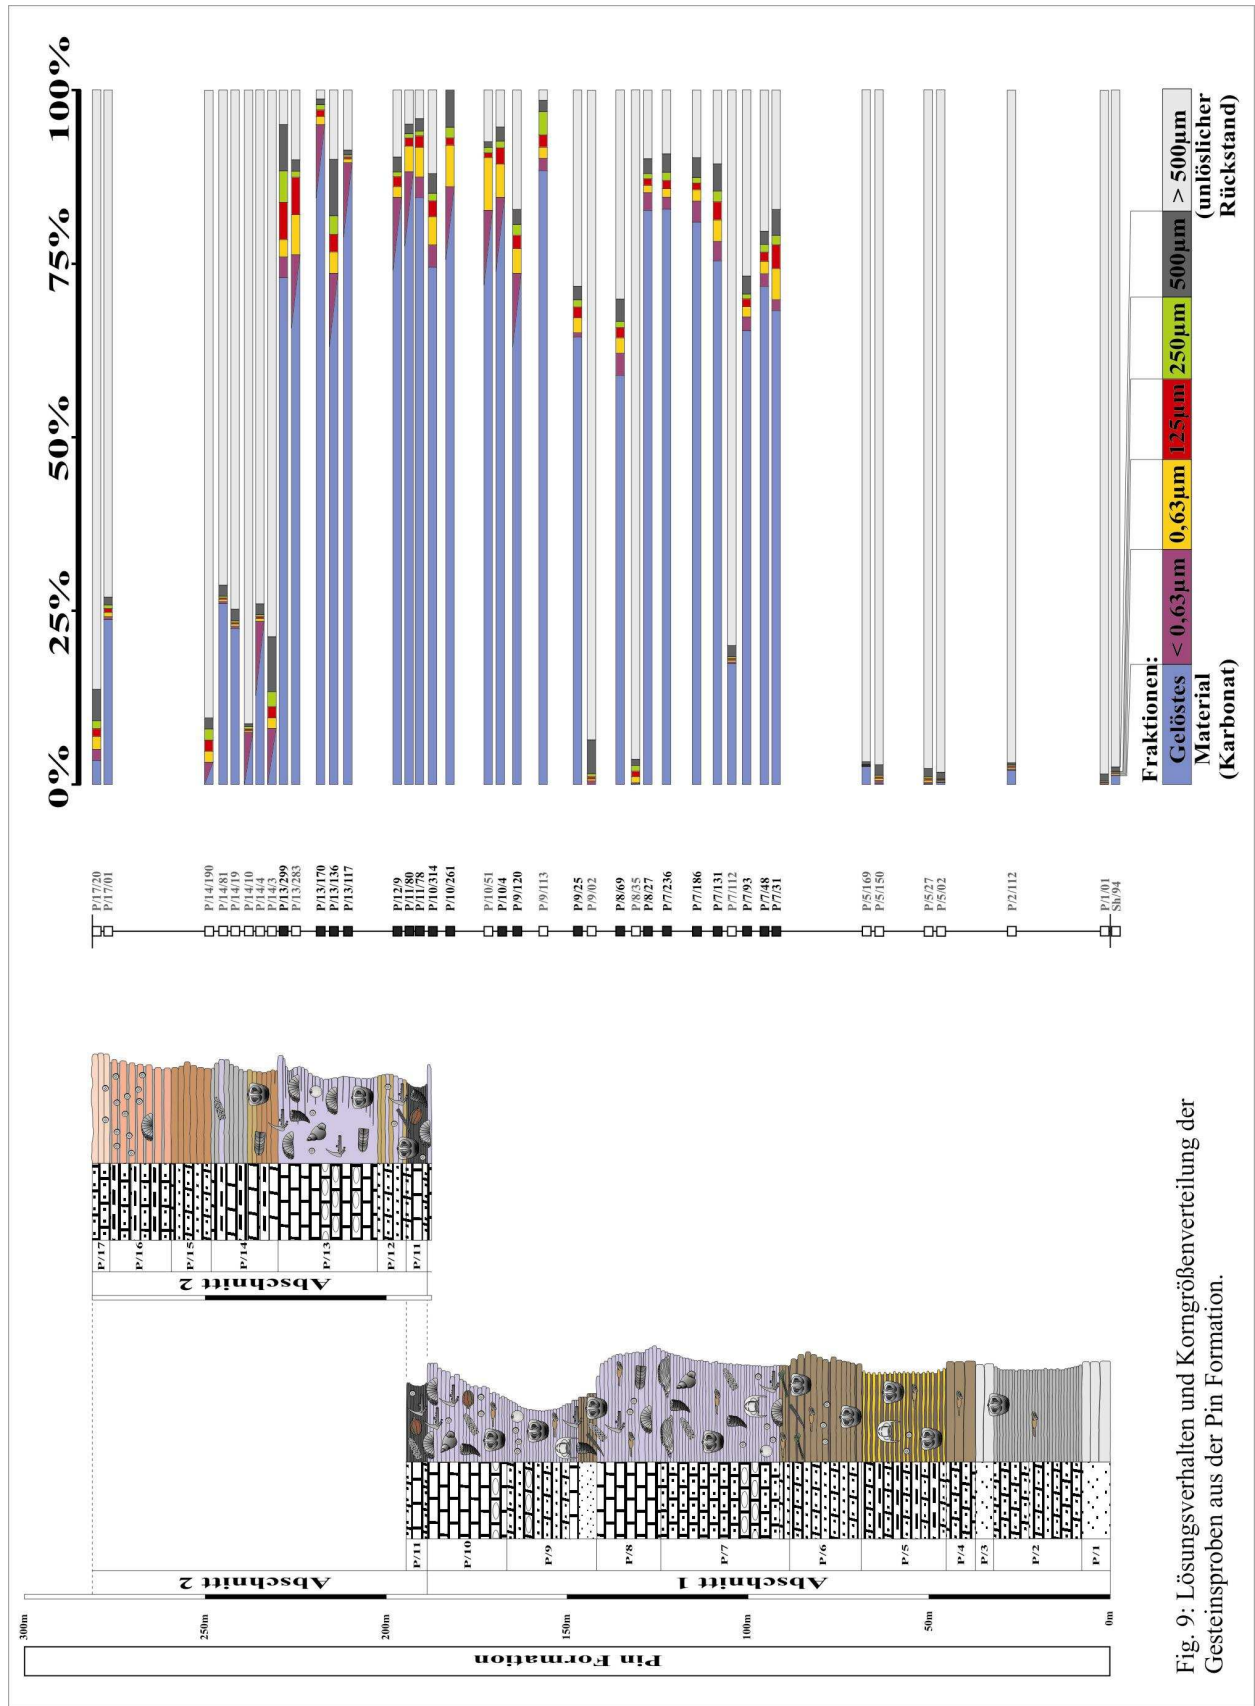 100%
75%
50%
25%
0%
Fraktionen:
Gelöstes Material (Karbonat)
< 0,63µm
0,63µm
125µm
250µm
500µm
> 500µm
(unlöslicher
Rückstand)
P/17/20
P/17/01
P/14/190
P/14/81
P/14/19
P/14/10
P/14/4
P/14/3
P/13/299
P/13/283
P/13/170
P/13/136
P/13/117
P/12/9
P/11/80
P/11/78
P/10/314
P/10/261
P/10/51
P/10/4
P/9/120
P/9/113
P/9/25
P/9/02
P/8/69
P/8/35
P/8/27
P/7/236
P/7/186
P/7/131
P/7/112
P/7/93
P/7/48
P/7/31
P/5/169
P/5/150
P/5/27
P/5/02
P/2/112
P/1/01
Sh/94
P/17
P/16
P/15
P/14
P/13
P/12
P/11
Abschnitt 2
P/11
P/10
P/9
P/8
P/7
P/6
P/5
P/4
P/3
P/2
P/1
Abschnitt 2
Abschnitt 1
300m
250m
200m
150m
100m
50m
0m
Pin Formation
Fig. 9: Lösungsverhalten und Korngrößenverteilung der
Gesteinsproben aus der Pin Formation.